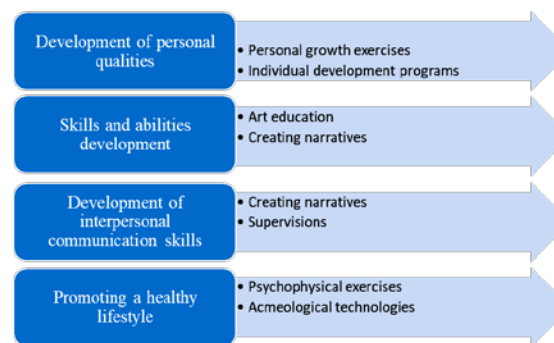 Development of personal
qualities
• Personal growth exercises
• Individual development programs
Skills and abilities
development
• Art education
• Creating narratives
Development of
interpersonal
communication skills
• Creating narratives
• Supervisions
Promoting a healthy
lifestyle
• Psychophysical exercises
• Acmeological technologies